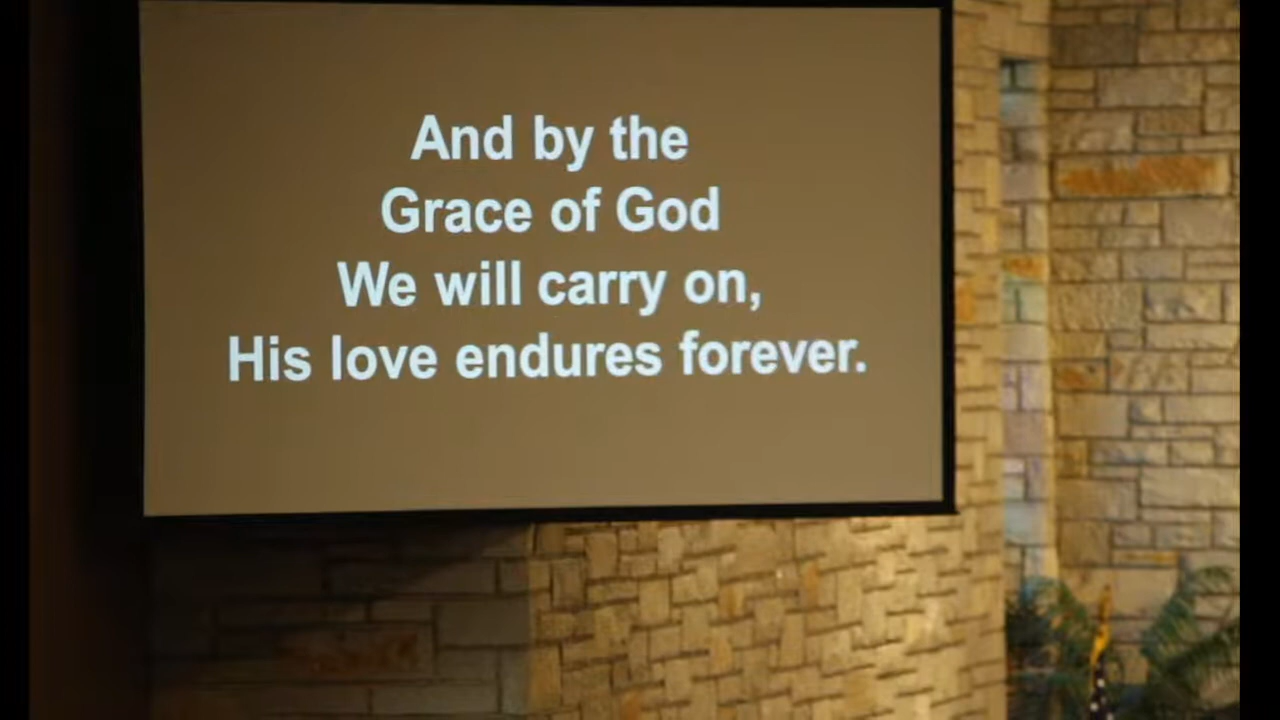 And by the
Grace of God
We will carry on,
His love endures forever.